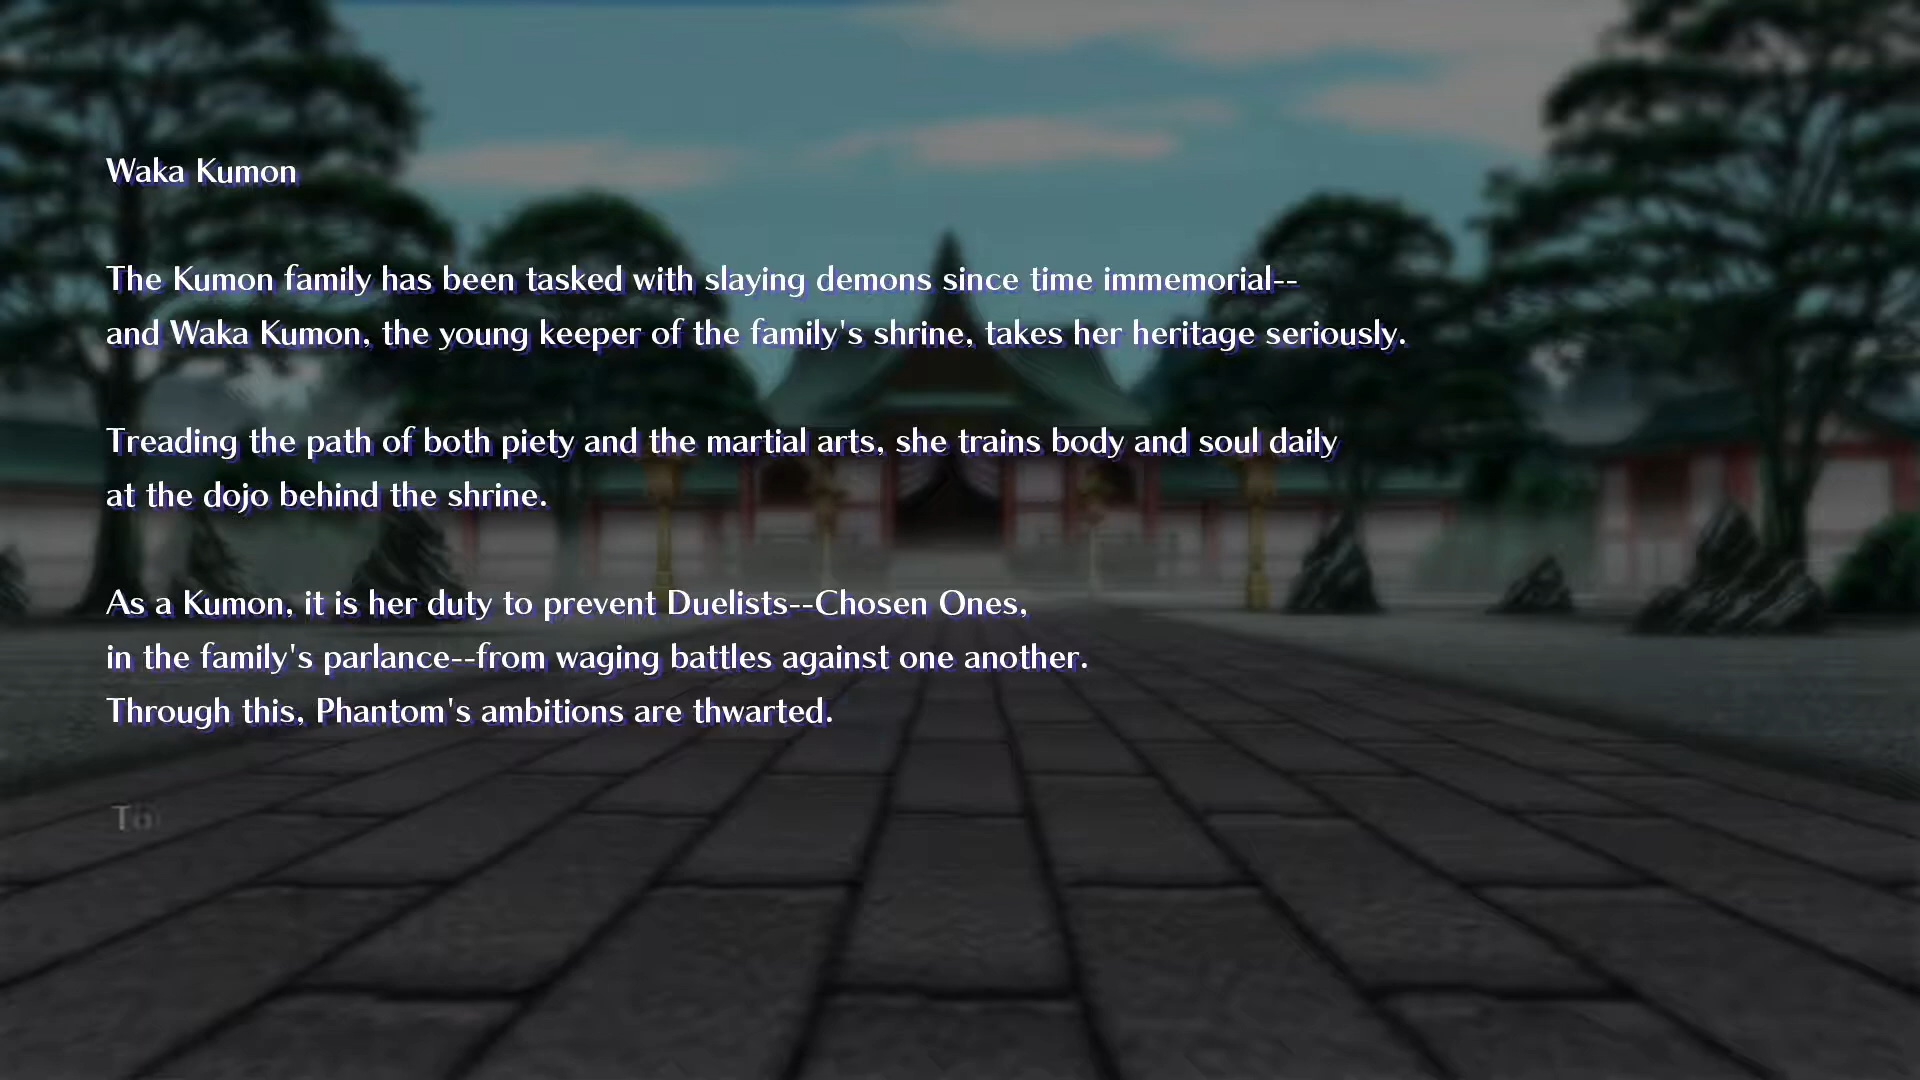 Waka Kumon
The Kumon family has been tasked with slaying demons since time immemorial--
and Waka Kumon, the young keeper of the family's shrine, takes her heritage seriously.
Treading the path of both piety and the martial arts, she trains body and soul daily
at the dojo behind the shrine.
As a Kumon, it is her duty to prevent Duelists--Chosen Ones,
in the family's parlance--from waging battles against one another.
Through this, Phantom's ambitions are thwarted.